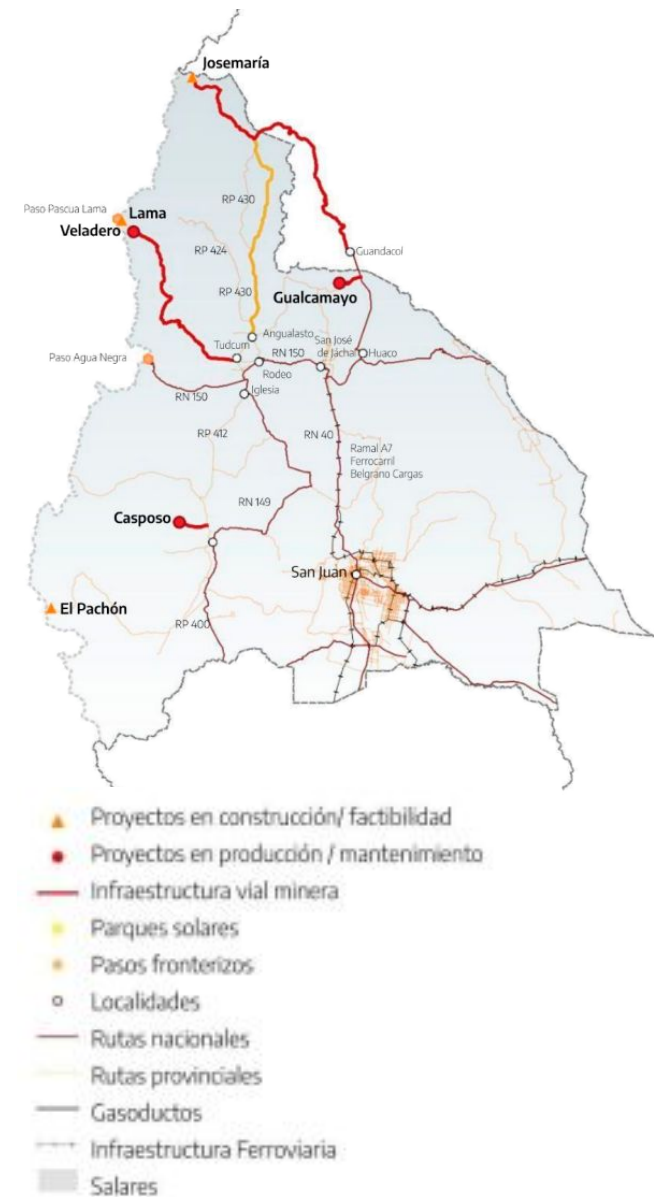 Josemaría
Paso Pascua Lama
Lama
Veladero
RP 430
RP 424
Guandacol
RP 430
Gualcamayo
Angualasto
Tudcum
RN 150
San José
de Jáchal
Huaco
Paso Agua Negra
Rodeo
RN 150
Iglesia
RP 412
RN 40
Ramal A7
Ferrocarril
Belgrano Cargas
RN 149
Casposo
San Juan
El Pachón
RP 400
Proyectos en construcción/ factibilidad
Proyectos en producción / mantenimiento
Infraestructura vial minera
Parques solares
Pasos fronterizos
Localidades
Rutas nacionales
Rutas provinciales
Gasoductos
Infraestructura Ferroviaria
Salares